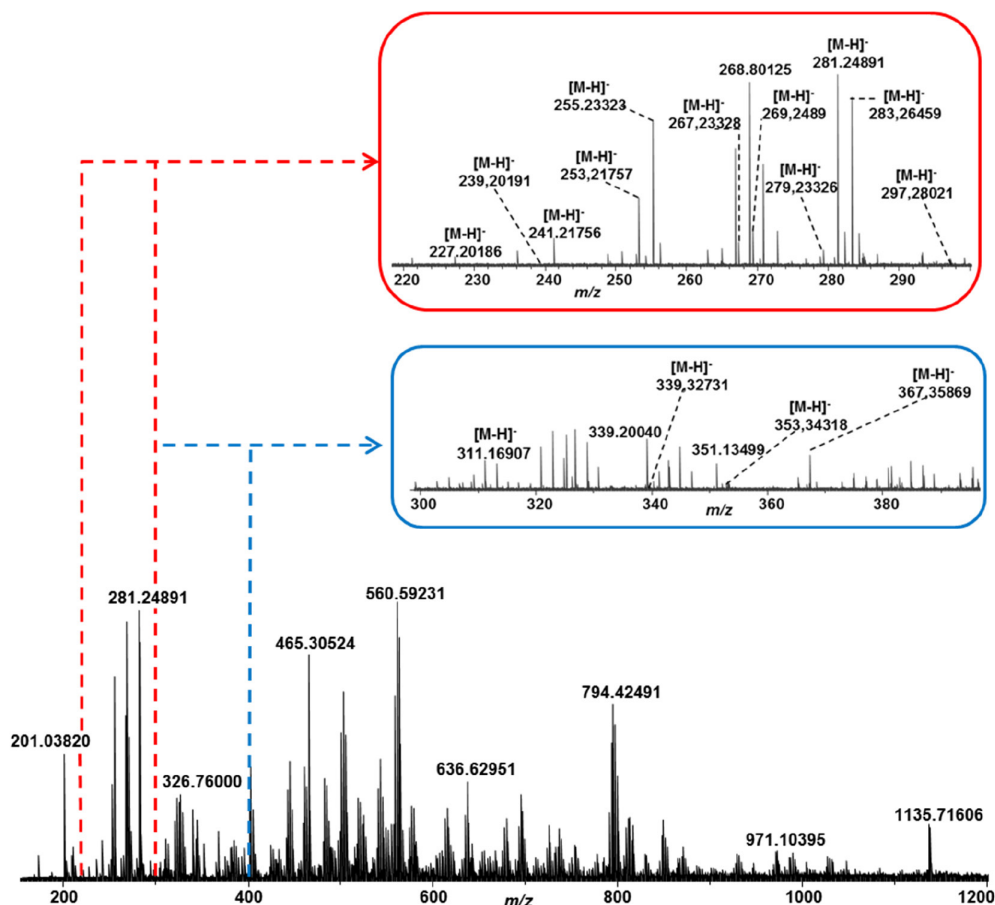 [M-H]-
281.24891
268.80125
[M-H]-
255.23323
[M-H]-
267,23328
[M-H]-
269,2489
[M-H]-
283,26459
[M-H]-
239,20191
[M-H]-
253,21757
[M-H]-
279,23326
[M-H]-
297,28021
[M-H]-
227.20186
[M-H]-
241.21756
220 230 240 250 260 270 280 290
m/z
[M-H]-
339,32731
[M-H]-
367,35869
[M-H]-
353,34318
[M-H]-
311.16907
339.20040
351.13499
300 320 340 360 380
m/z
281.24891
560.59231
465.30524
794.42491
201.03820
326.76000
636.62951
1135.71606
971.10395
200 400 600 800 1000 1200
m/z